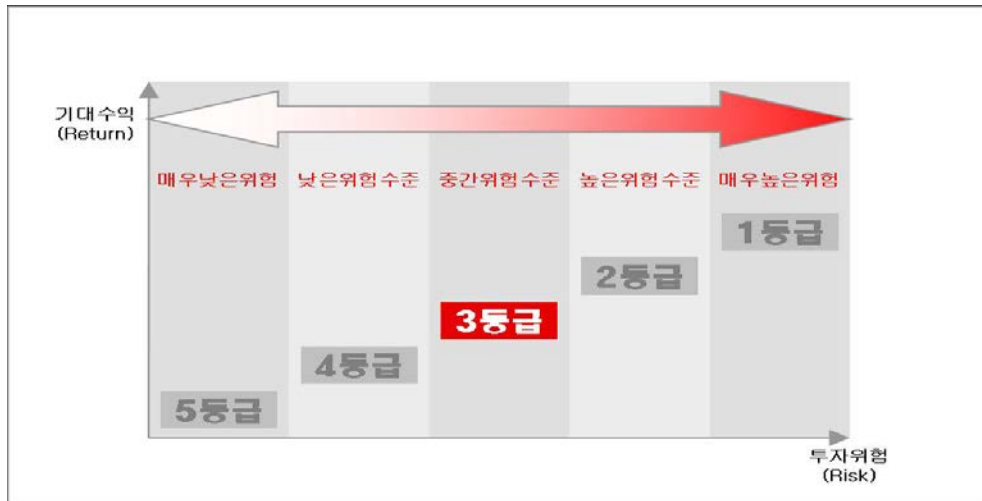 기대수익
(Return)
매우낮은위험 낮은위험수준 중간위험수준 높은위험수준 매우높은위험
1등급
2등급
3등급
4등급
5등급
투자위험
(Risk)